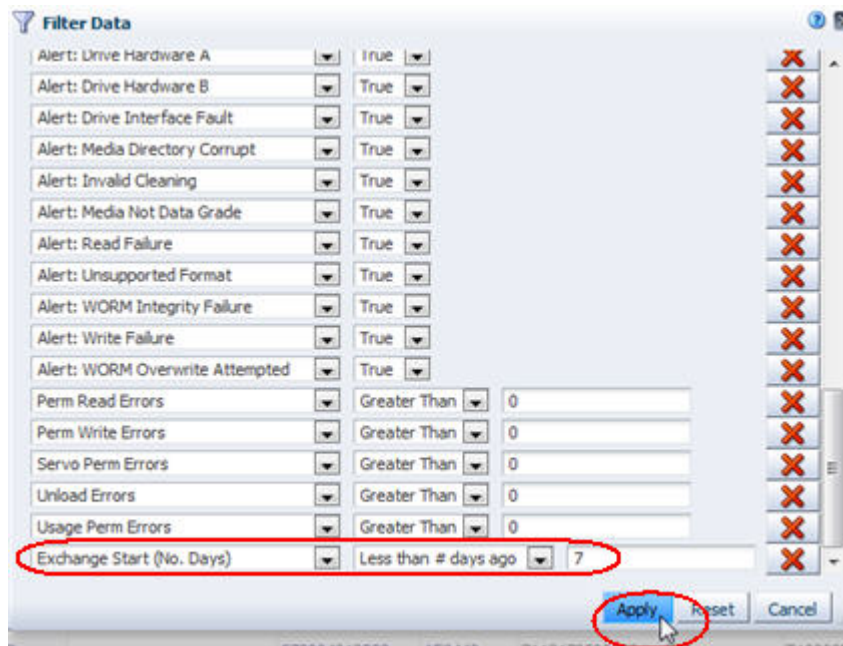 Filter Data
Alert: Drive Hardware A True
Alert: Drive Hardware B True
Alert: Drive Interface Fault True
Alert: Media Directory Corrupt True
Alert: Invalid Cleaning True
Alert: Media Not Data Grade True
Alert: Read Failure True
Alert: Unsupported Format True
Alert: WORM Integrity Failure True
Alert: Write Failure True
Alert: WORM Overwrite Attempted True
Perm Read Errors Greater Than 0
Perm Write Errors Greater Than 0
Servo Perm Errors Greater Than 0
Unload Errors Greater Than 0
Usage Perm Errors Greater Than 0
Exchange Start (No. Days) Less than # days ago 7
Apply Reset Cancel